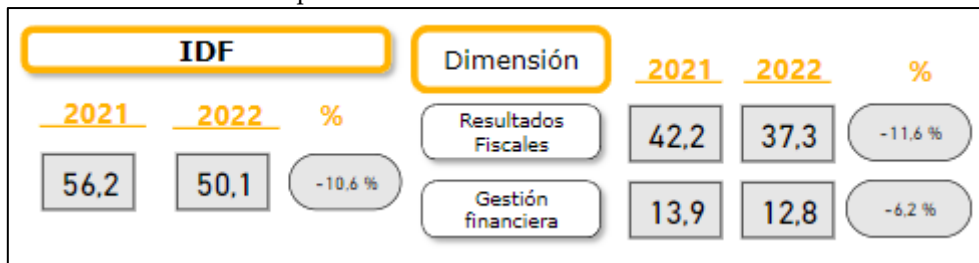 IDF
2021 2022 %
56,2 50,1 -10,6 %
Dimensión 2021 2022 %
Resultados
Fiscales
42,2 37,3 -11,6 %
Gestión
financiera
13,9 12,8 -6,2 %